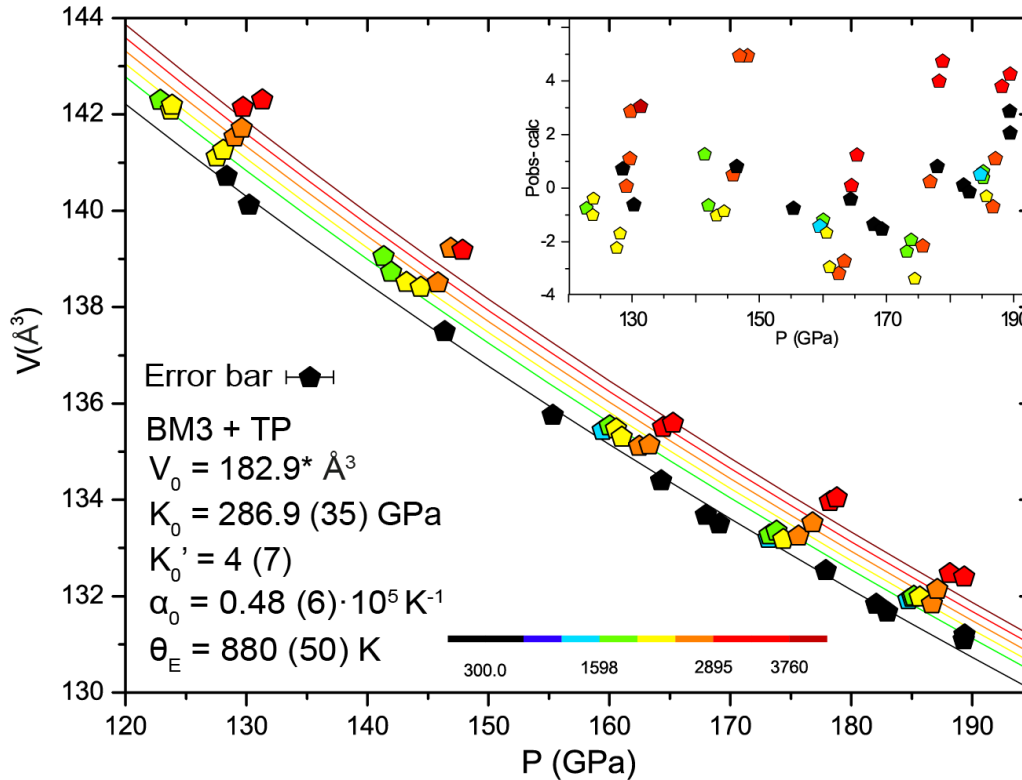 144
142
140
138
136
134
132
130
V(Å³)
120
130
140
150
160
170
180
190
P (GPa)
Error bar
BM3 + TP
V₀ = 182.9* Å³
K₀ = 286.9 (35) GPa
K₀’ = 4 (7)
α₀ = 0.48 (6)·10⁵ K⁻¹
θ_E = 880 (50) K
300.0
1598
2895
3760
4
2
0
-2
-4
Pobs- calc
130
150
170
190
P (GPa)